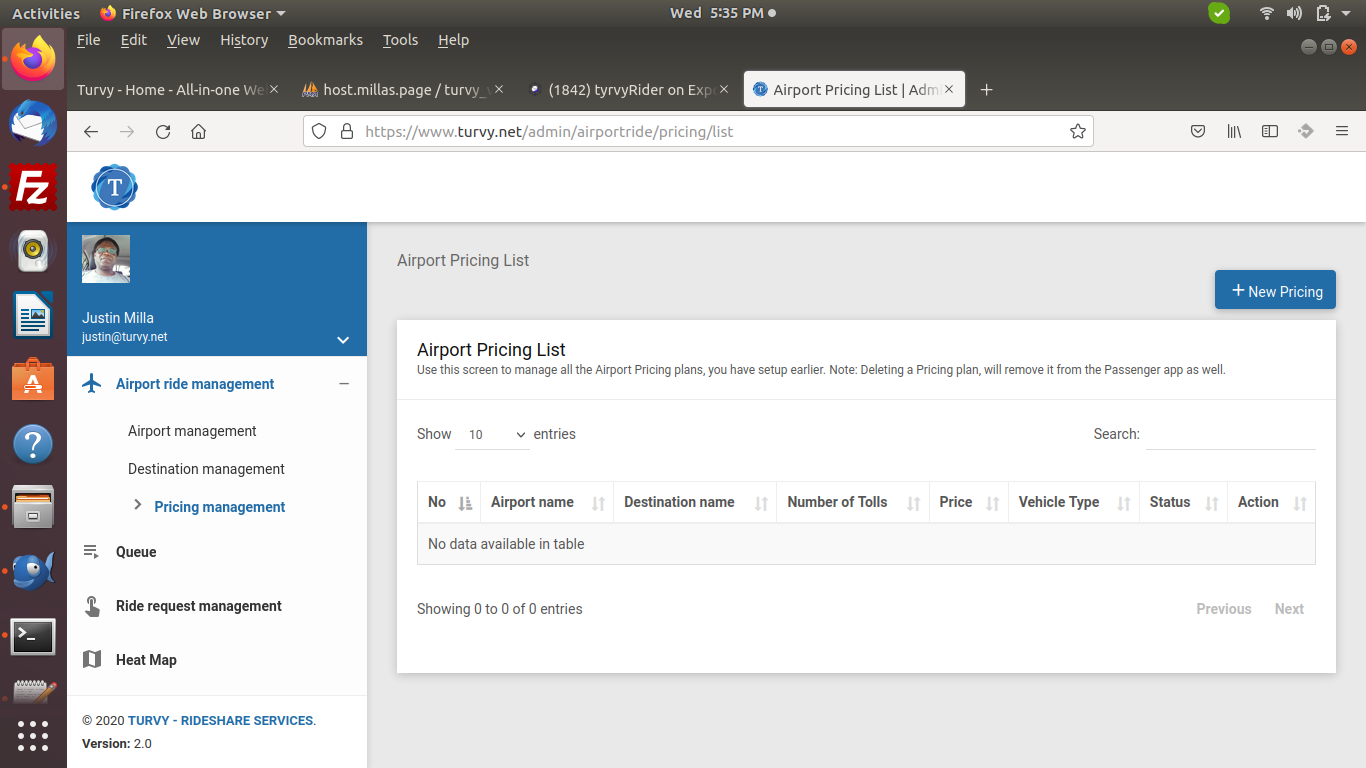 Activities Firefox Web Browser Wed 5:35 PM
File Edit View History Bookmarks Tools Help
Turvy - Home - All-in-one We host.millas.page / turvy_ (1842) tyrvyRider on Exp Airport Pricing List | Adm
https://www.turvy.net/admin/airportride/pricing/list
T
Justin Milla
justin@turvy.net
Airport ride management
Airport management
Destination management
Pricing management
Queue
Ride request management
Heat Map
© 2020 TURVY - RIDESHARE SERVICES.
Version: 2.0
Airport Pricing List
+ New Pricing
Airport Pricing List
Use this screen to manage all the Airport Pricing plans, you have setup earlier. Note: Deleting a Pricing plan, will remove it from the Passenger app as well.
Show 10 entries Search:
No Airport name Destination name Number of Tolls Price Vehicle Type Status Action
No data available in table
Showing 0 to 0 of 0 entries Previous Next